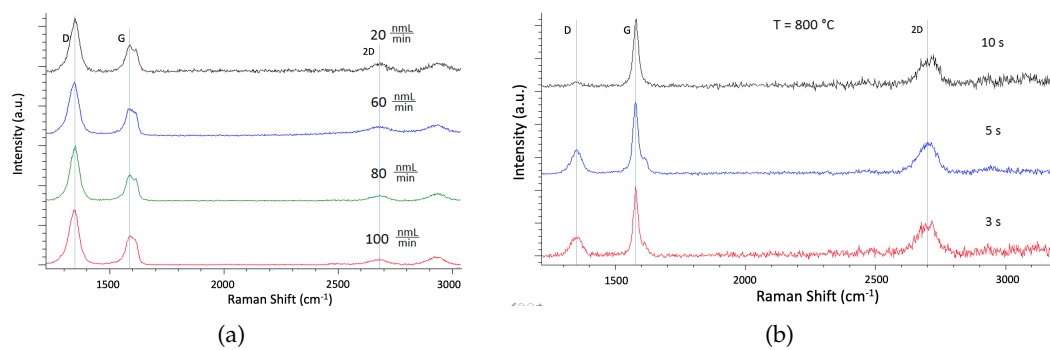 D
G
2D
20 nmL/min
60 nmL/min
80 nmL/min
100 nmL/min
Intensity (a.u.)
1500 2000 2500 3000
Raman Shift (cm⁻¹)
(a)
D
G
T = 800 °C
2D
10 s
5 s
3 s
Intensity (a.u.)
1500 2000 2500 3000
Raman Shift (cm⁻¹)
(b)